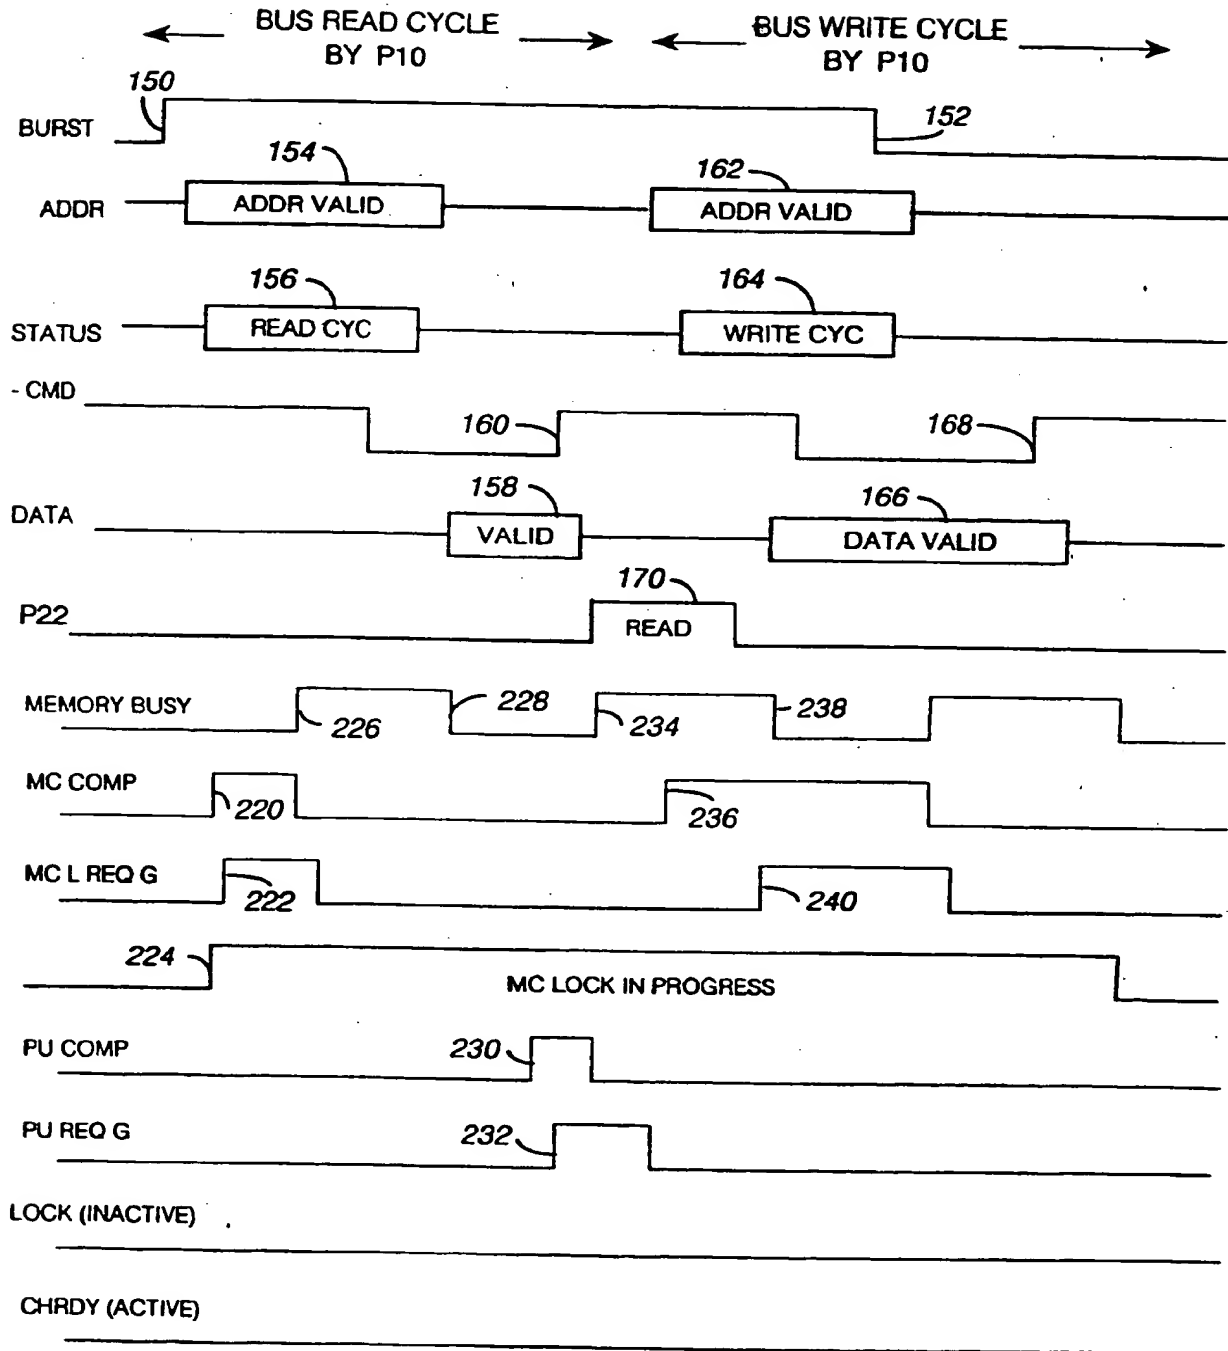 BUS READ CYCLE
BY P10
BUS WRITE CYCLE
BY P10
150
BURST
152
154
162
ADDR
ADDR VALID
ADDR VALID
156
164
STATUS
READ CYC
WRITE CYC
- CMD
160
168
158
166
DATA
VALID
DATA VALID
170
P22
READ
MEMORY BUSY
226
228
234
238
MC COMP
220
236
MC L REQ G
222
240
224
MC LOCK IN PROGRESS
PU COMP
230
PU REQ G
232
LOCK (INACTIVE)
CHRDY (ACTIVE)